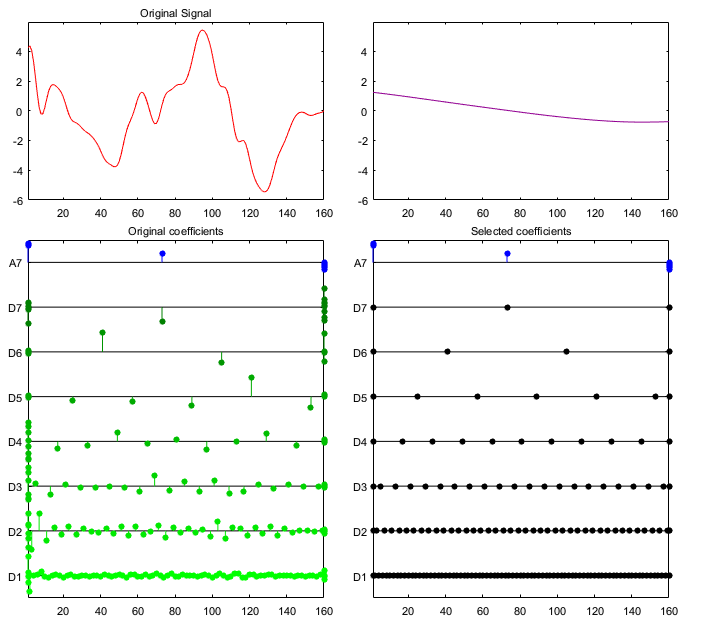 Original Signal
4
2
0
-2
-4
-6
20 40 60 80 100 120 140 160
4
2
0
-2
-4
-6
20 40 60 80 100 120 140 160
Original coefficients
A7
D7
D6
D5
D4
D3
D2
D1
20 40 60 80 100 120 140 160
Selected coefficients
A7
D7
D6
D5
D4
D3
D2
D1
20 40 60 80 100 120 140 160